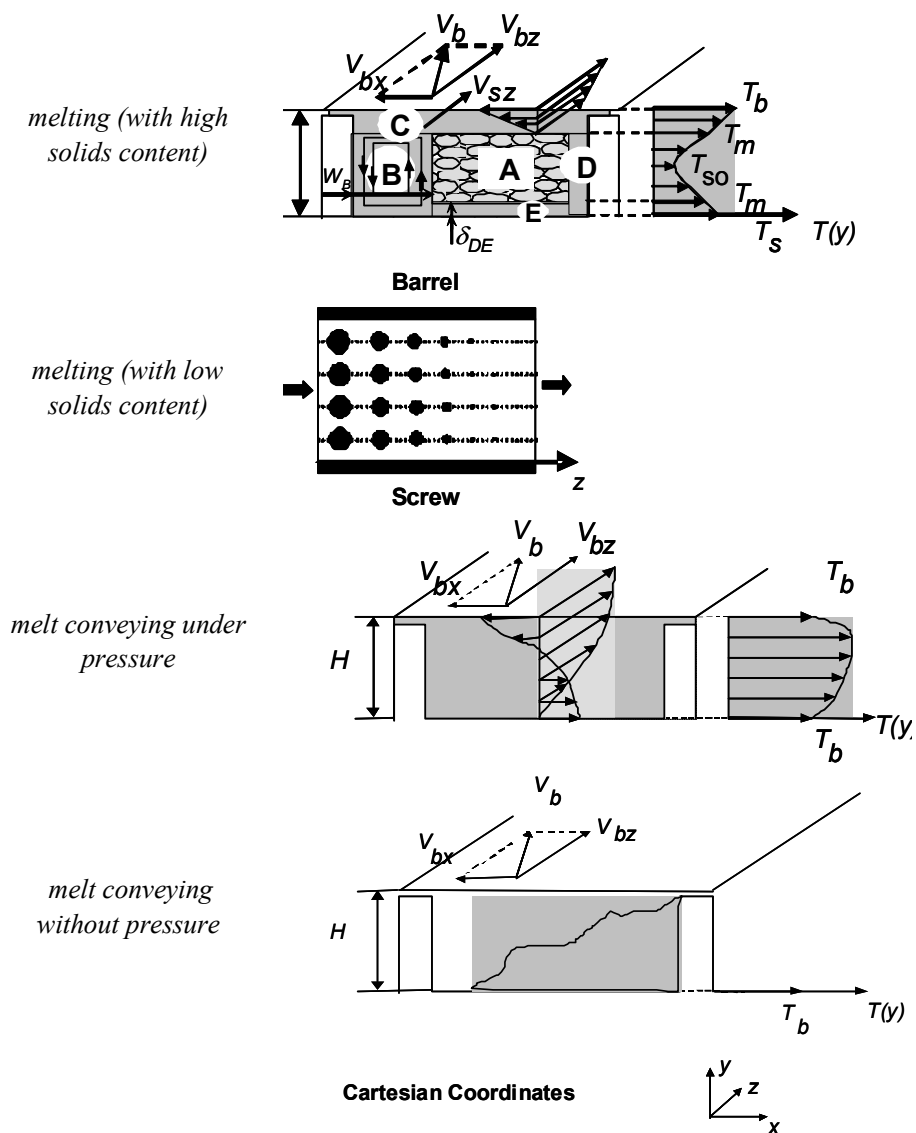 V_b
V_bz
V_bx
V_sz
T_b
melting (with high
solids content)
C
T_m
B
A
D
T_SO
W_B
E
T_m
δ_DE
T_s
T(y)
Barrel
melting (with low
solids content)
z
Screw
V_b
V_bz
V_bx
T_b
melt conveying under
pressure
H
T(y)
T_b
V_b
V_bz
V_bx
melt conveying
without pressure
H
T_b
T(y)
y
z
Cartesian Coordinates
x